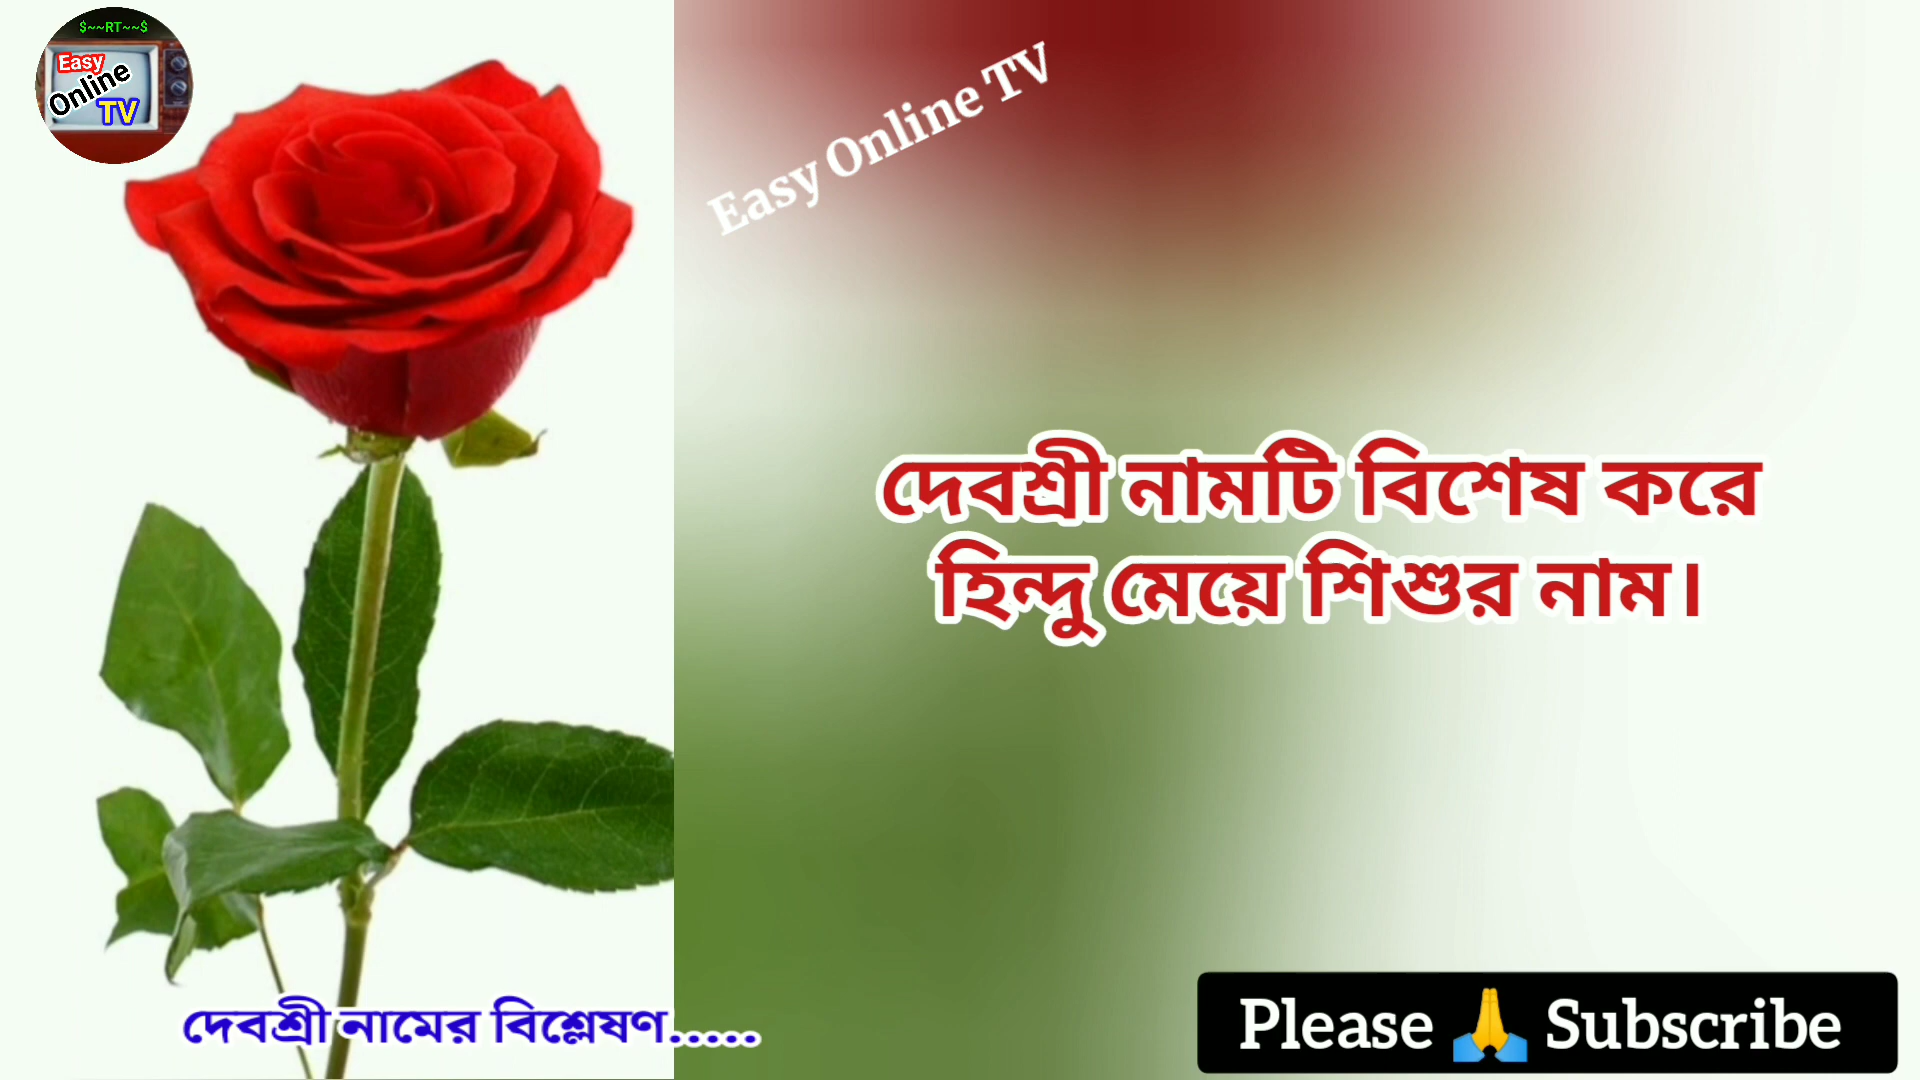 $~~RT~~$
Easy
Online
TV
Easy Online TV
দেবশ্রী নামটি বিশেষ করে
হিন্দু মেয়ে শিশুর নাম।
দেবশ্রী নামের বিশ্লেষণ.....
Please 🙏 Subscribe